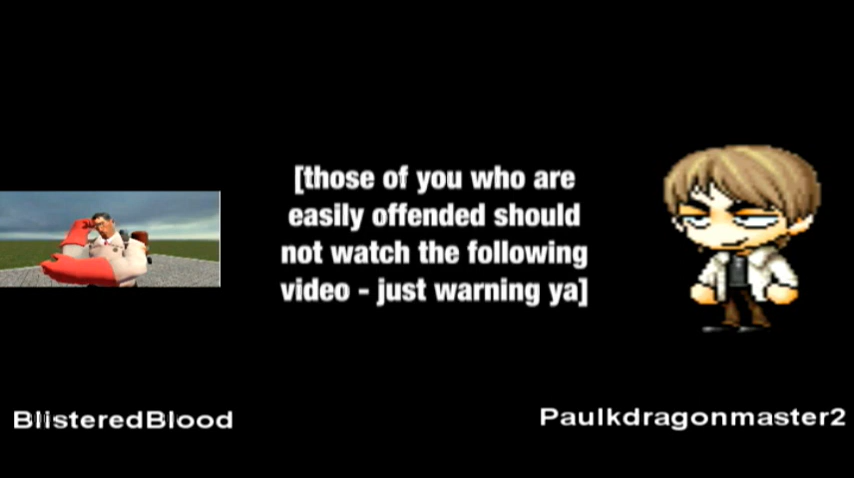 [those of you who are
easily offended should
not watch the following
video - just warning ya]
BlisteredBlood
Paulkdragonmaster2